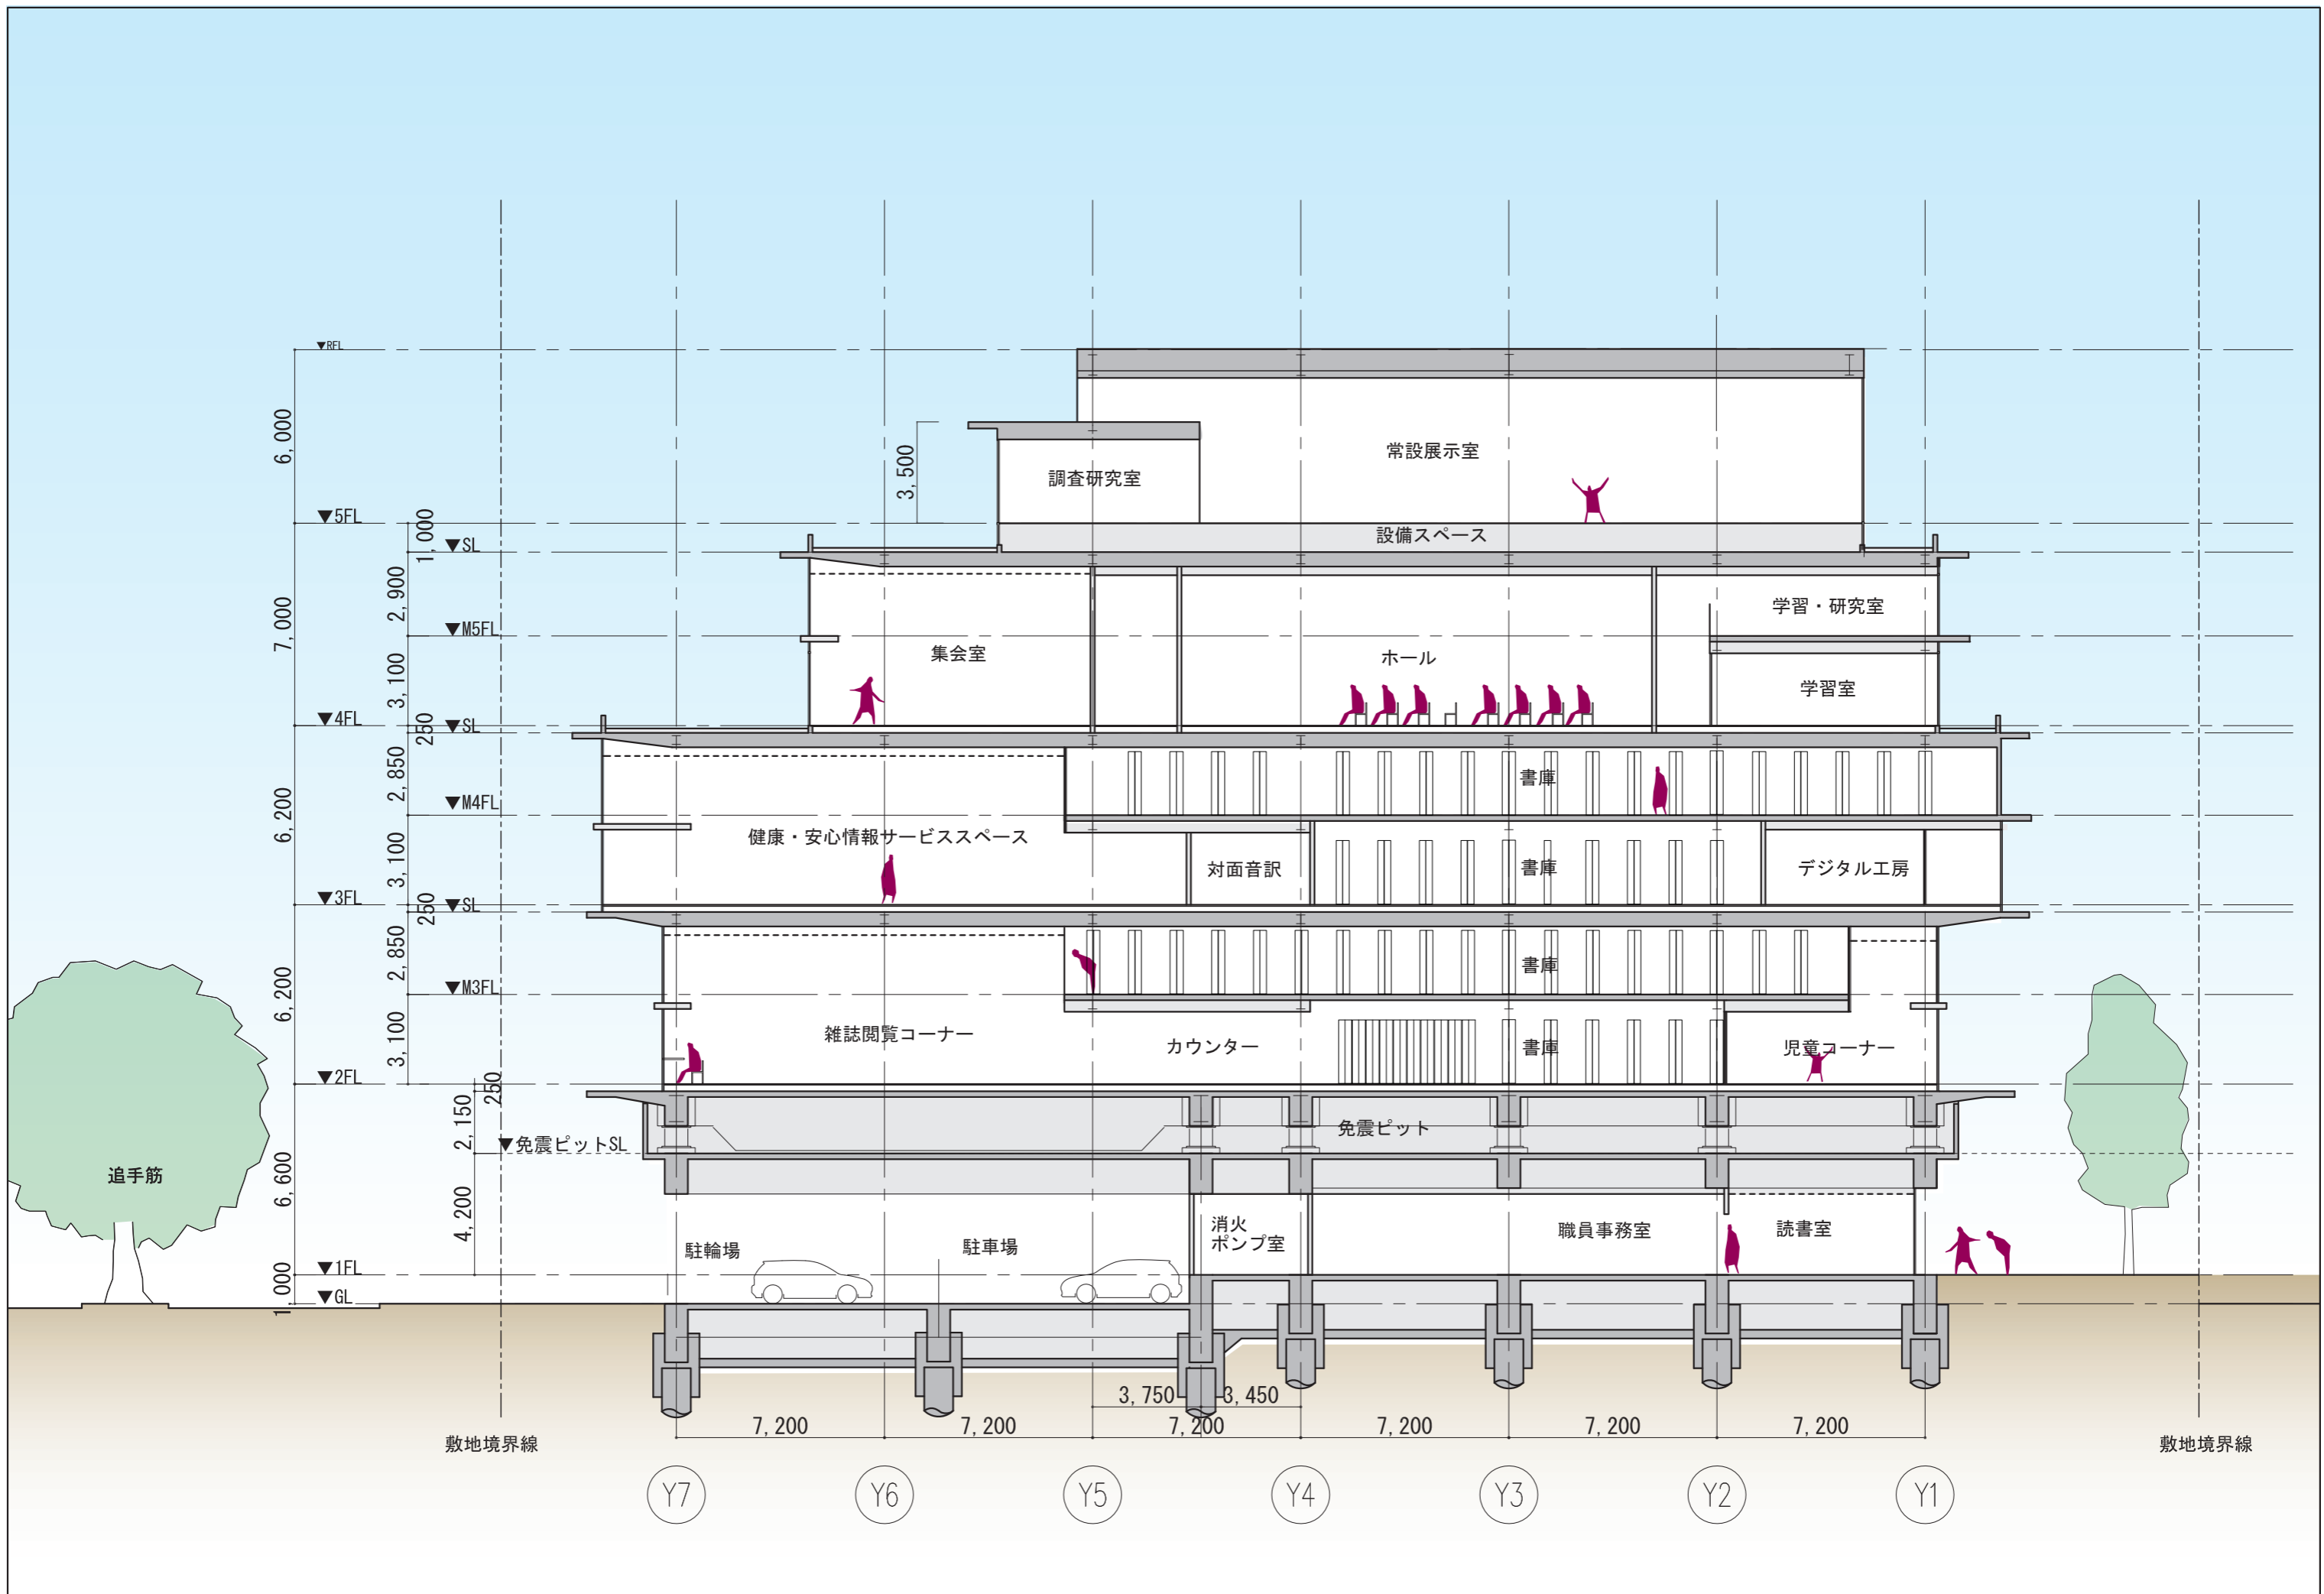 ▼RFL
6,000
3,500
常設展示室
調査研究室
▼5FL
1,000
▼SL
設備スペース
2,900
7,000
▼M5FL
学習・研究室
集会室
ホール
3,100
学習室
▼4FL
250
▼SL
2,850
書庫
6,200
▼M4FL
健康・安心情報サービススペース
3,100
対面音訳
書庫
デジタル工房
▼3FL
250
▼SL
2,850
書庫
6,200
▼M3FL
雑誌閲覧コーナー
カウンター
書庫
児童コーナー
3,100
▼2FL
250
2,150
▼免震ピットSL
免震ピット
追手筋
6,600
4,200
消火
ポンプ室
職員事務室
読書室
駐輪場
駐車場
▼1FL
1,000
▼GL
3,750
3,450
7,200
7,200
7,200
7,200
7,200
7,200
敷地境界線
敷地境界線
Y7
Y6
Y5
Y4
Y3
Y2
Y1